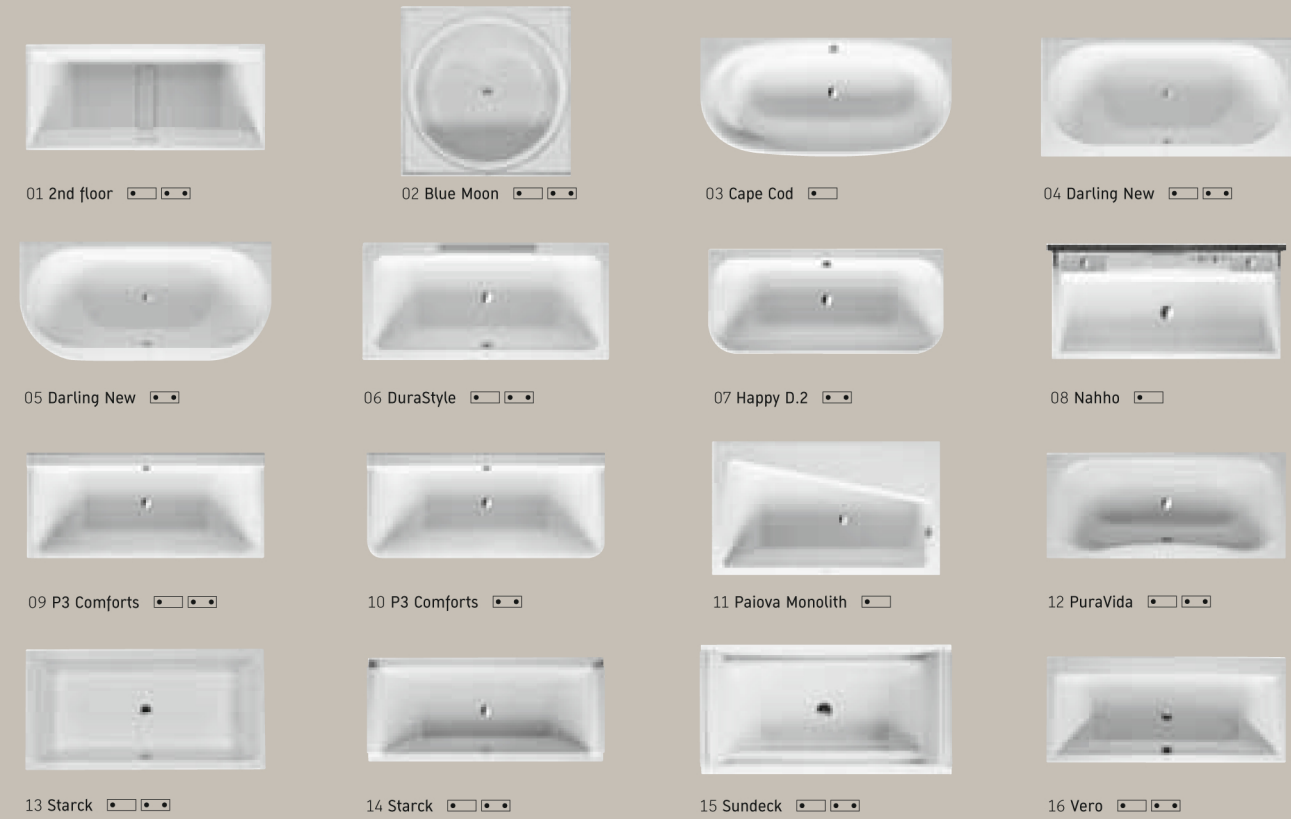 01 2nd floor
02 Blue Moon
03 Cape Cod
04 Darling New
05 Darling New
06 DuraStyle
07 Happy D.2
08 Nahho
09 P3 Comforts
10 P3 Comforts
11 Paiova Monolith
12 PuraVida
13 Starck
14 Starck
15 Sundeck
16 Vero